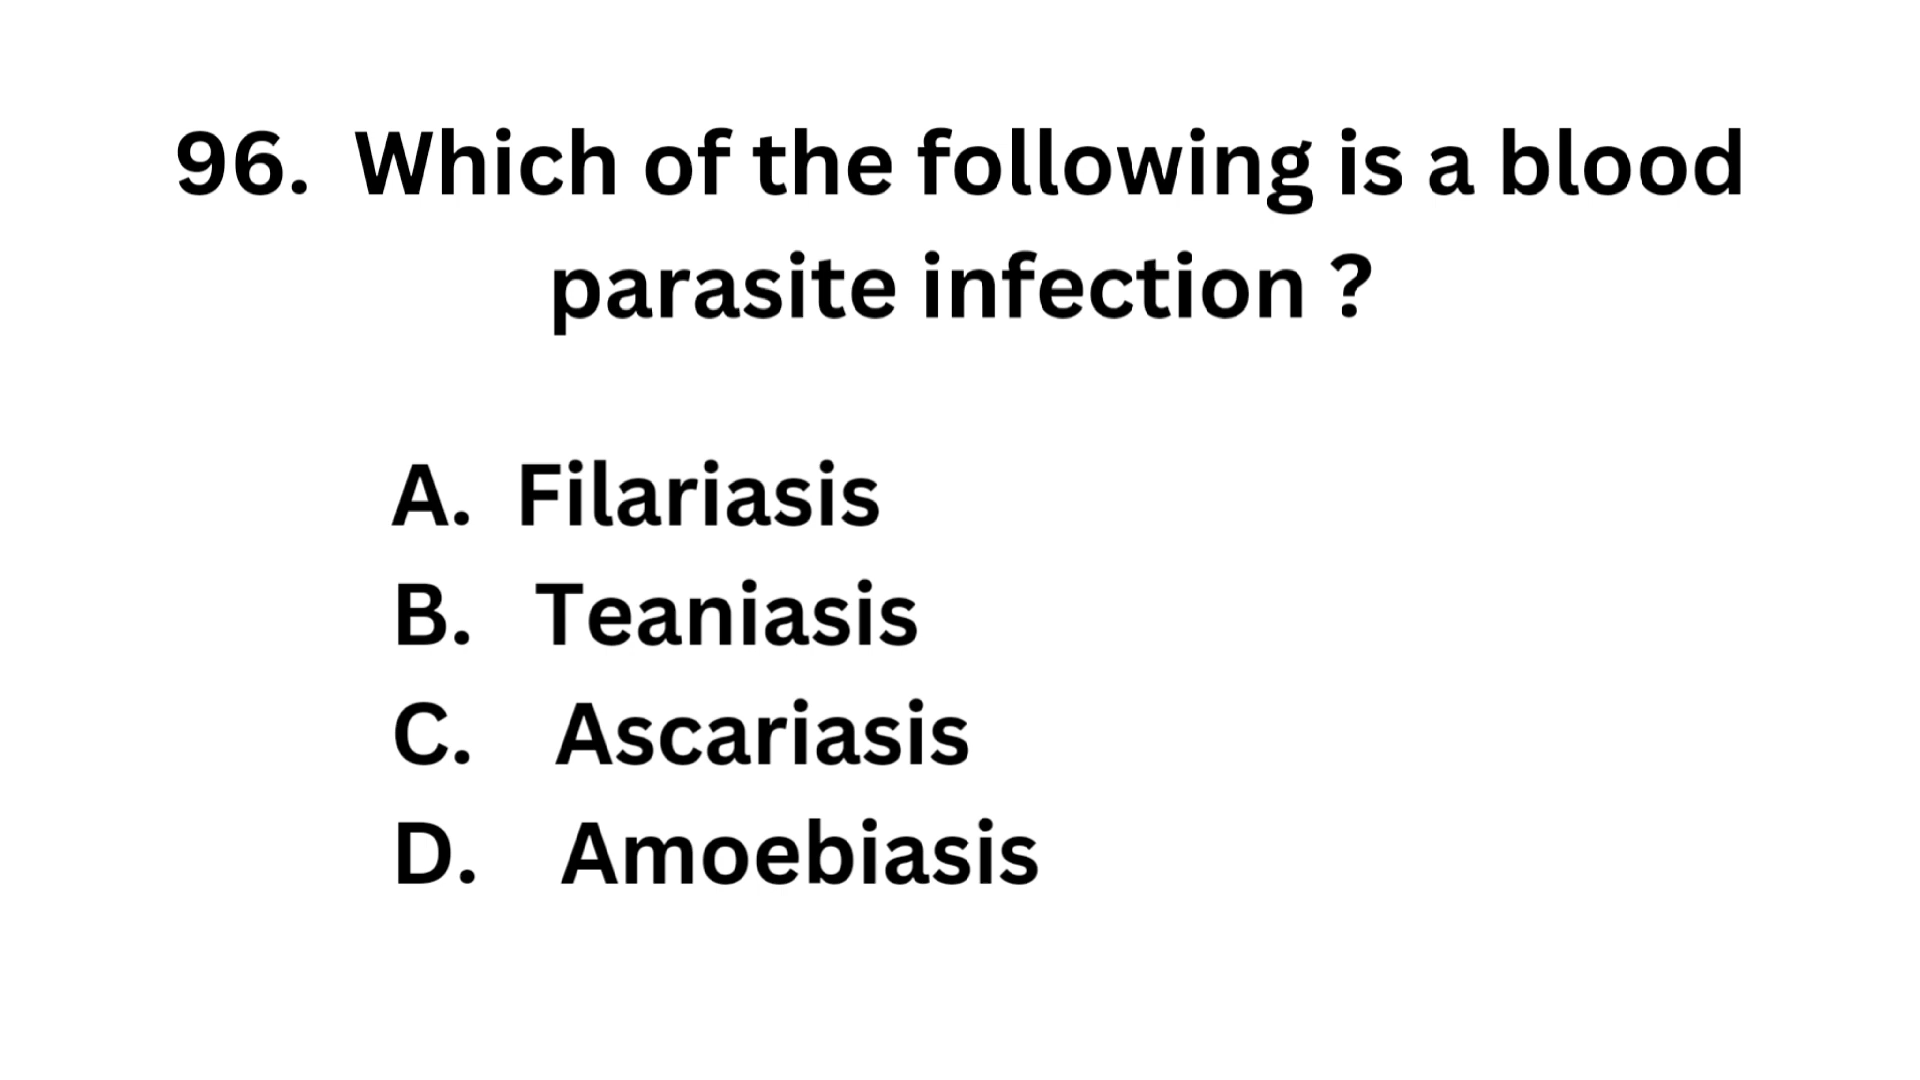 96. Which of the following is a blood
parasite infection ?
A. Filariasis
B. Teaniasis
C. Ascariasis
D. Amoebiasis